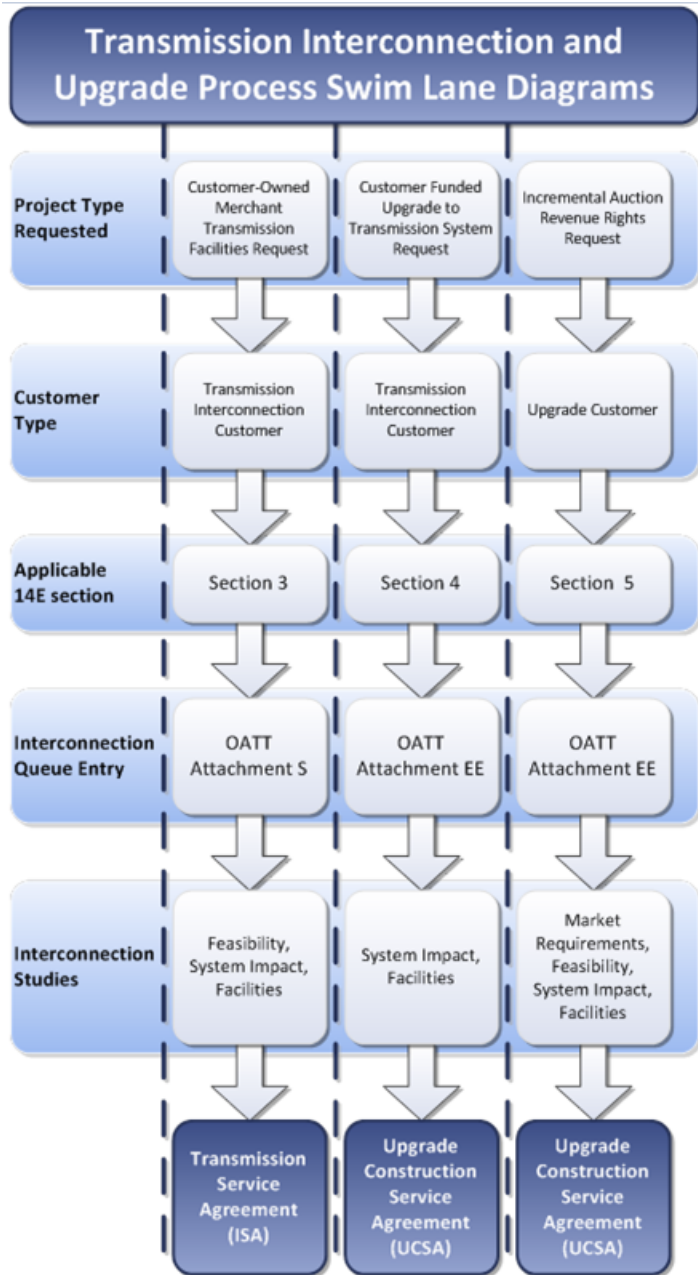 Transmission Interconnection and
Upgrade Process Swim Lane Diagrams
Project Type
Requested
Customer-Owned
Merchant
Transmission
Facilities Request
Customer Funded
Upgrade to
Transmission System
Request
Incremental Auction
Revenue Rights
Request
Customer
Type
Transmission
Interconnection
Customer
Transmission
Interconnection
Customer
Upgrade Customer
Applicable
14E section
Section 3
Section 4
Section 5
Interconnection
Queue Entry
OATT
Attachment S
OATT
Attachment EE
OATT
Attachment EE
Interconnection
Studies
Feasibility,
System Impact,
Facilities
System Impact,
Facilities
Market
Requirements,
Feasibility,
System Impact,
Facilities
Transmission
Service
Agreement
(ISA)
Upgrade
Construction
Service
Agreement
(UCSA)
Upgrade
Construction
Service
Agreement
(UCSA)